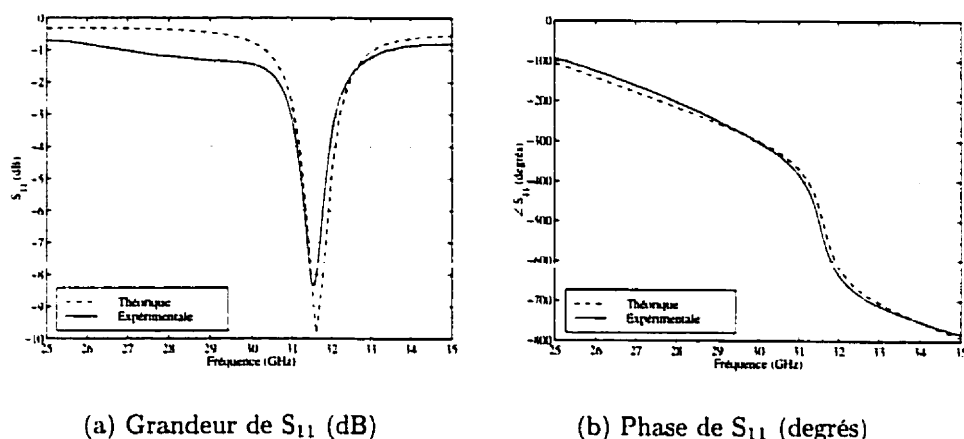 0
-1
-2
-3
-4
-5
-6
-7
-8
-9
-10
S11 (dB)
Théorique
Expérimentale
25 26 27 28 29 30 31 32 33 34 35
Fréquence (GHz)
(a) Grandeur de S11 (dB)
0
-100
-200
-300
-400
-500
-600
-700
-800
∠ S11 (degrés)
Théorique
Expérimentale
25 26 27 28 29 30 31 32 33 34 35
Fréquence (GHz)
(b) Phase de S11 (degrés)